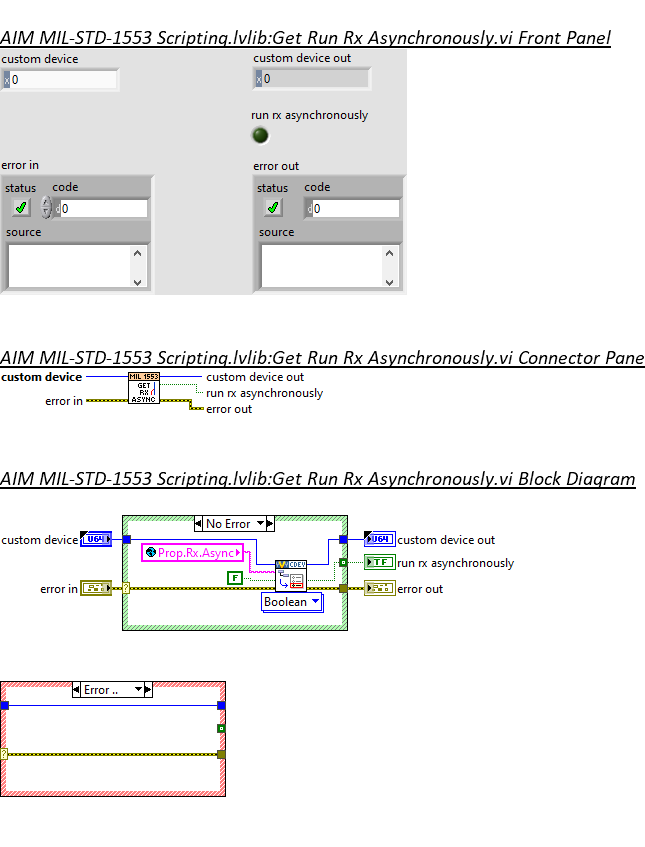 AIM MIL-STD-1553 Scripting.lvlib:Get Run Rx Asynchronously.vi Front Panel
custom device
custom device out
x 0
x 0
run rx asynchronously
error in
error out
status code
status code
d 0
d 0
source
source
AIM MIL-STD-1553 Scripting.lvlib:Get Run Rx Asynchronously.vi Connector Pane
custom device
MIL 1553
custom device out
GET
run rx asynchronously
RX
error in
ASYNC
error out
AIM MIL-STD-1553 Scripting.lvlib:Get Run Rx Asynchronously.vi Block Diagram
No Error
custom device
U64
U64
custom device out
Prop.Rx.Async
CDEV
TF
run rx asynchronously
F
error in
?
error out
Boolean
Error ..
?